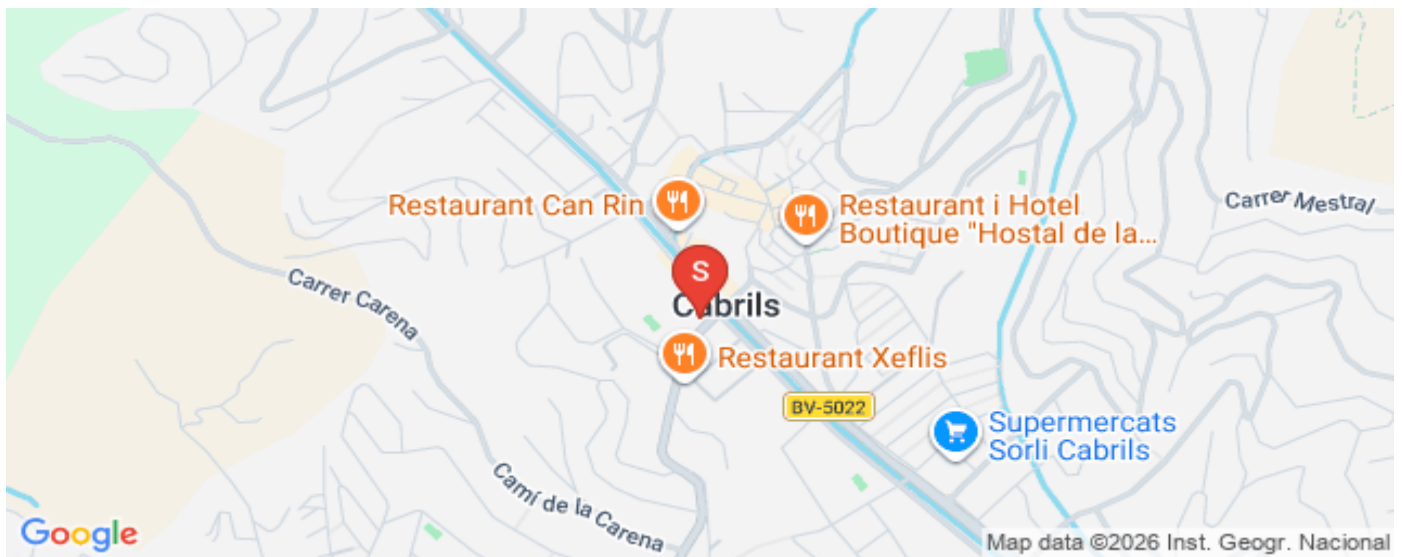 Restaurant Can Rin
Restaurant i Hotel
Boutique "Hostal de la...
Carrer Mestral
S
Carrer Carena
Cabrils
Restaurant Xeflis
BV-5022
Supermercats
Sorli Cabrils
Camí de la Carena
Google
Map data ©2026 Inst. Geogr. Nacional